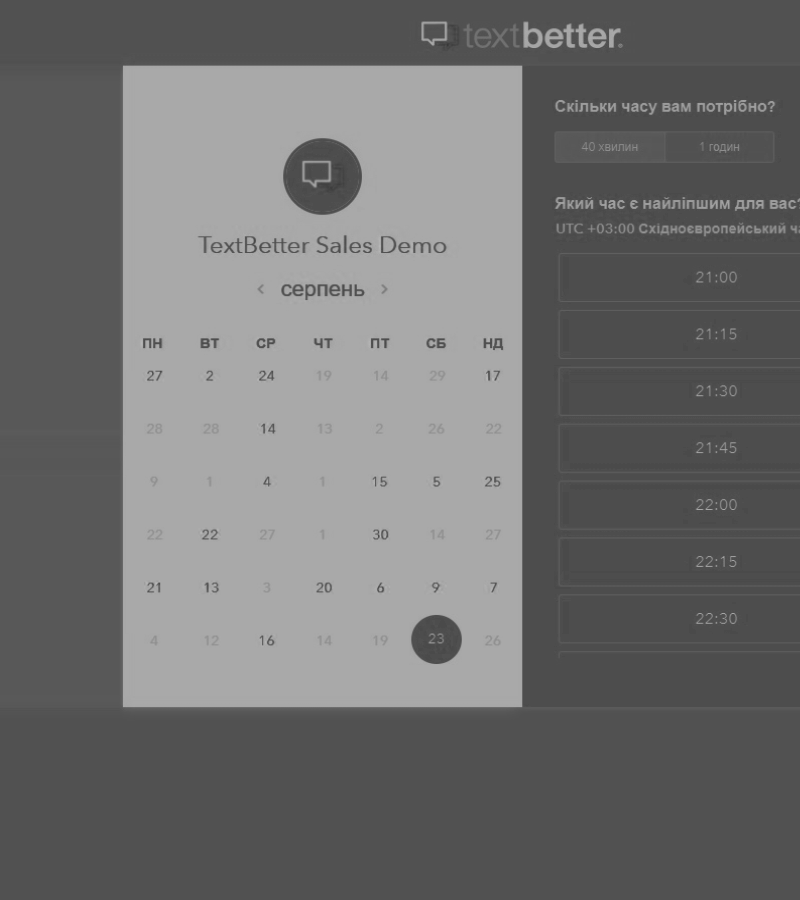 textbetter.
TextBetter Sales Demo
серпень
ПН ВТ СР ЧТ ПТ СБ НД
27 2 24 19 14 29 17
28 28 14 13 2 26 22
9 1 4 1 15 5 25
22 22 27 1 30 14 27
21 13 3 20 6 9 7
4 12 16 14 19 23 26
Скільки часу вам потрібно?
40 хвилин 1 годин
Який час є найліпшим для вас?
UTC +03:00 Східноєвропейський
21:00
21:15
21:30
21:45
22:00
22:15
22:30